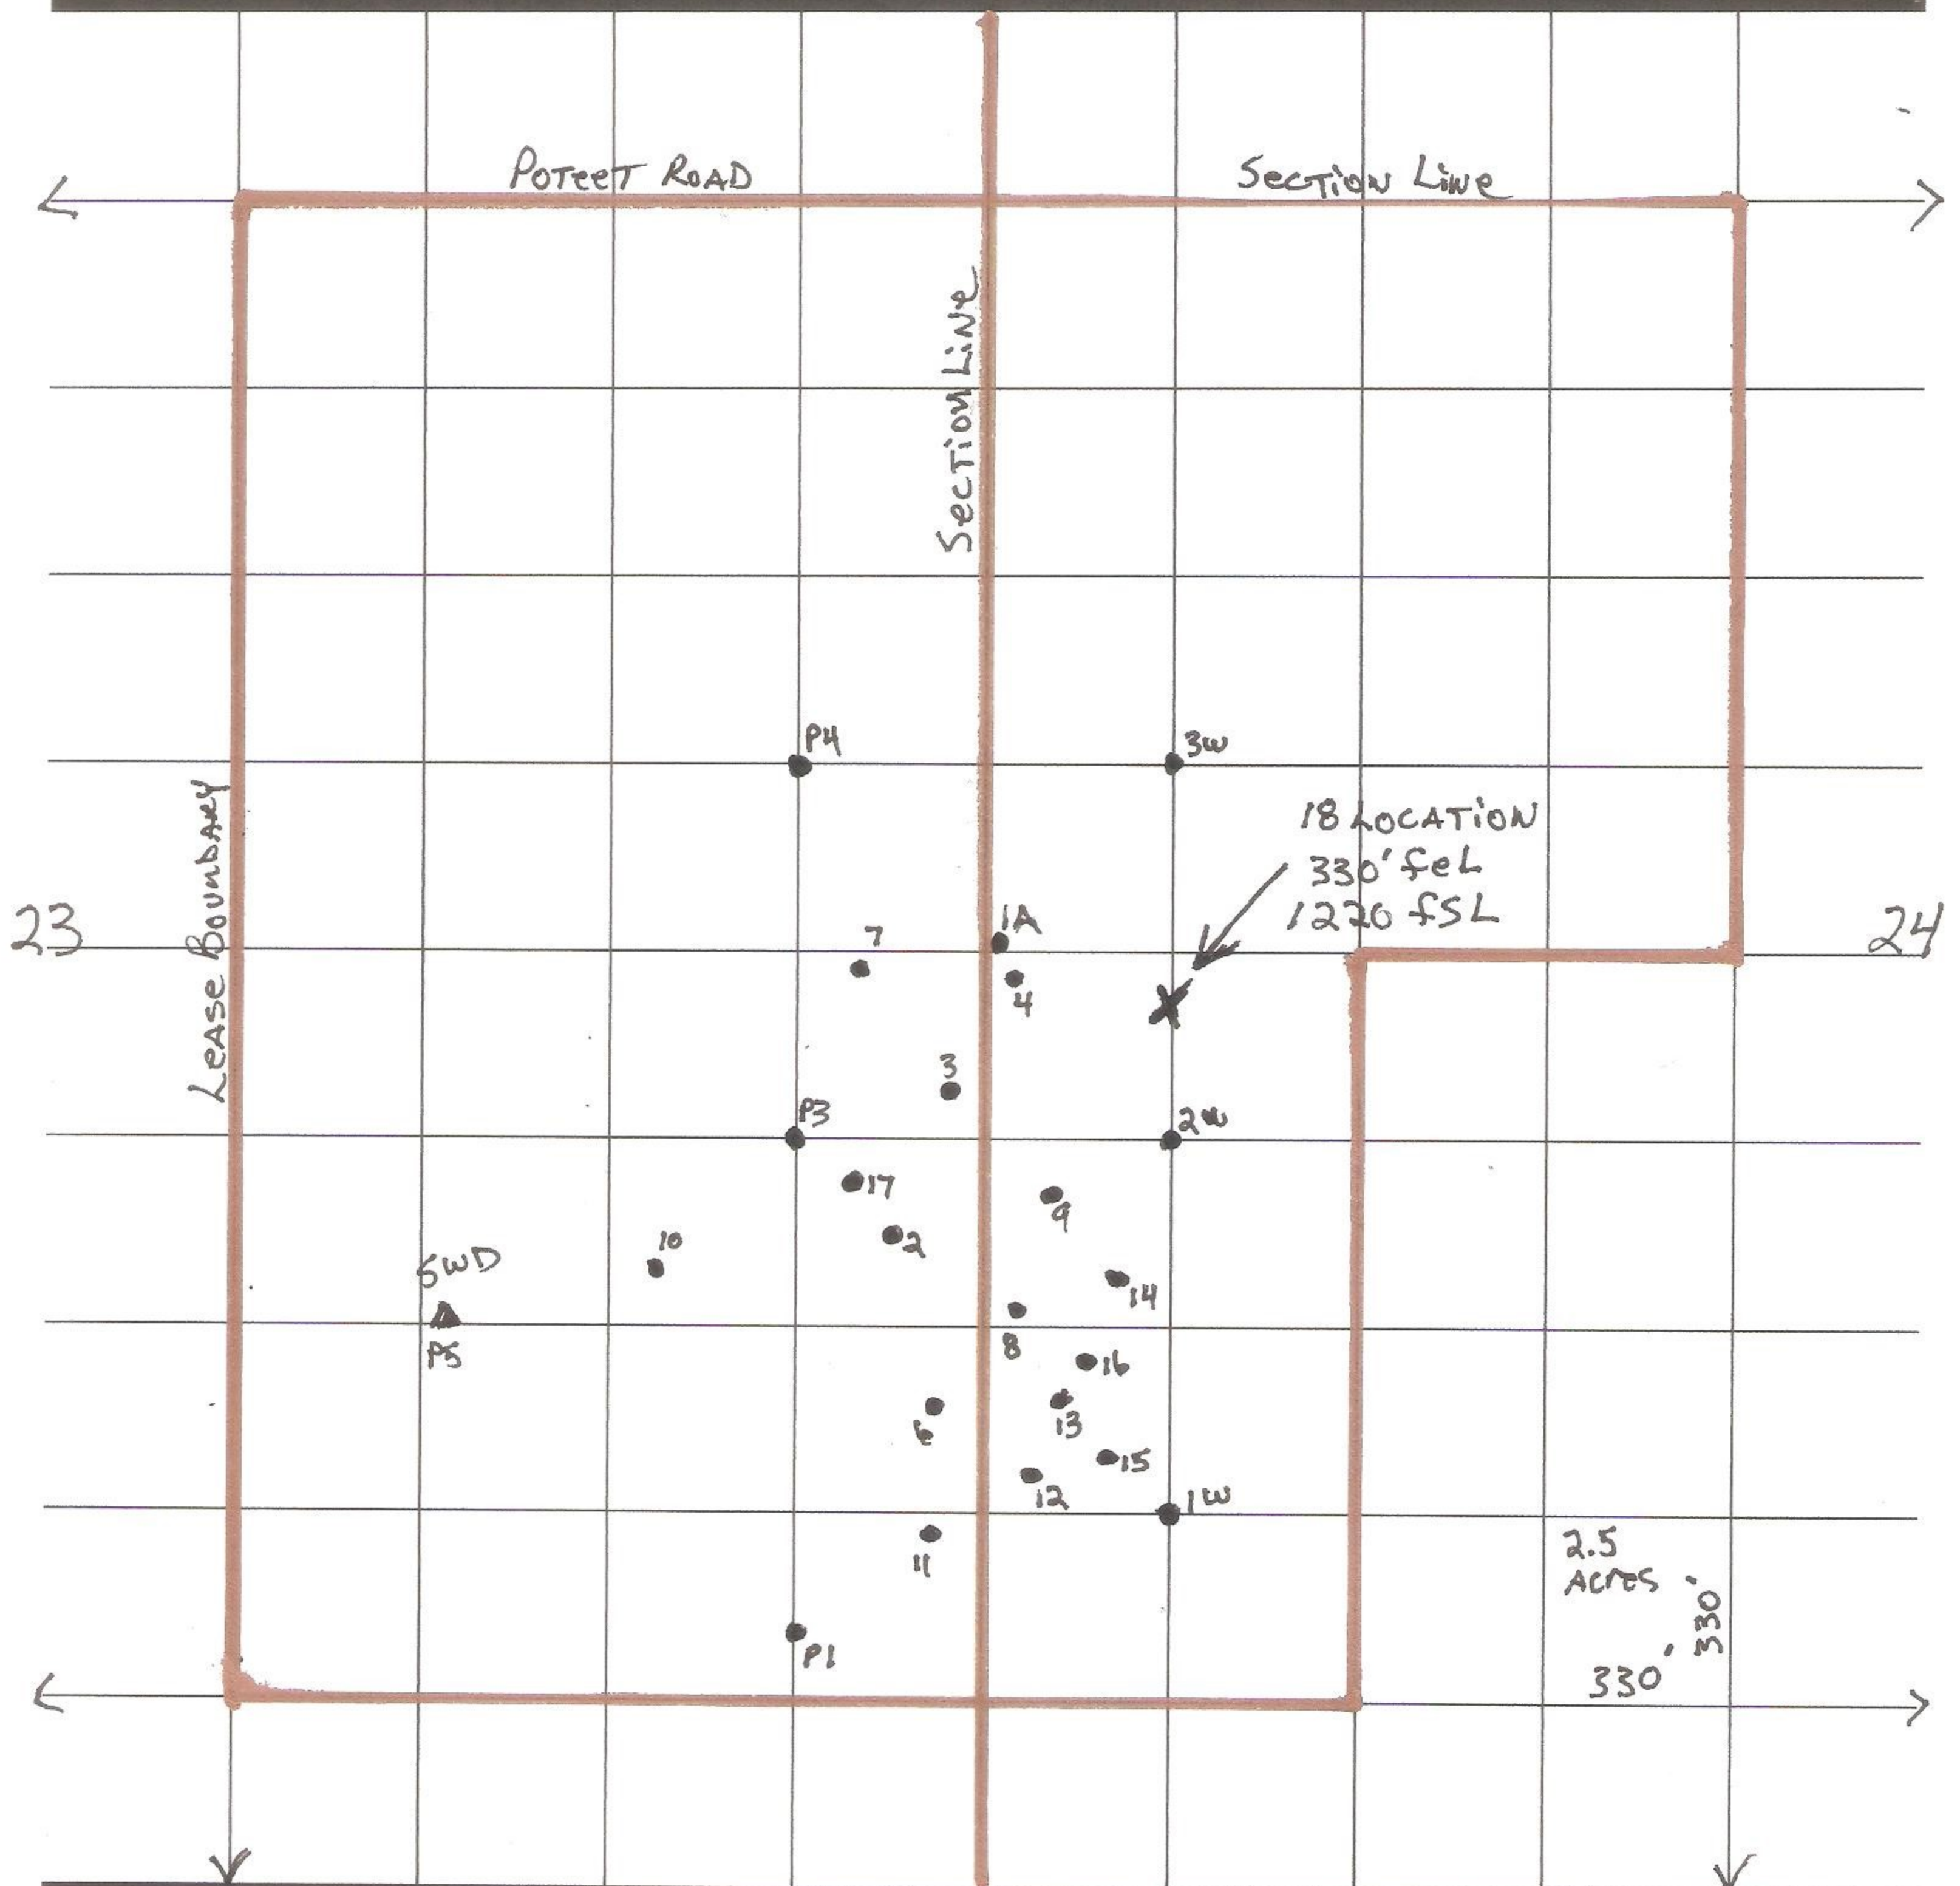 Poteet Road
Section Line
Section Line
P4
3W
18 Location
330' feL
1220 fSL
Lease Boundary
23
24
1A
7
4
3
P3
2W
17
9
2
10
SWD
14
P5
8
16
6
13
15
12
1W
11
2.5
Acres
330'
330'
P1